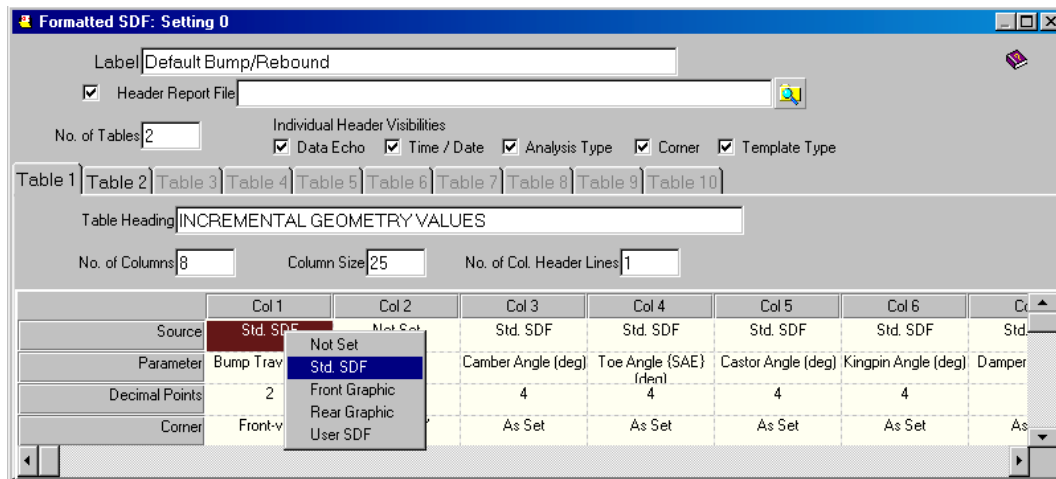 Formatted SDF: Setting 0
Label Default Bump/Rebound
Header Report File
No. of Tables 2 Individual Header Visibilities
Data Echo Time / Date Analysis Type Corner Template Type
Table 1 Table 2 Table 3 Table 4 Table 5 Table 6 Table 7 Table 8 Table 9 Table 10
Table Heading INCREMENTAL GEOMETRY VALUES
No. of Columns 8 Column Size 25 No. of Col. Header Lines 1
Col 1 Col 2 Col 3 Col 4 Col 5 Col 6
Source Std. SDF Not Set Std. SDF Std. SDF Std. SDF Std. SDF Std.
Not Set
Parameter Bump Trav Camber Angle (deg) Toe Angle {SAE} (deg) Castor Angle (deg) Kingpin Angle (deg) Damper
Std. SDF
Decimal Points 2 4 4 4 4
Front Graphic
Rear Graphic
Corner Front-v As Set As Set As Set As Set As
User SDF